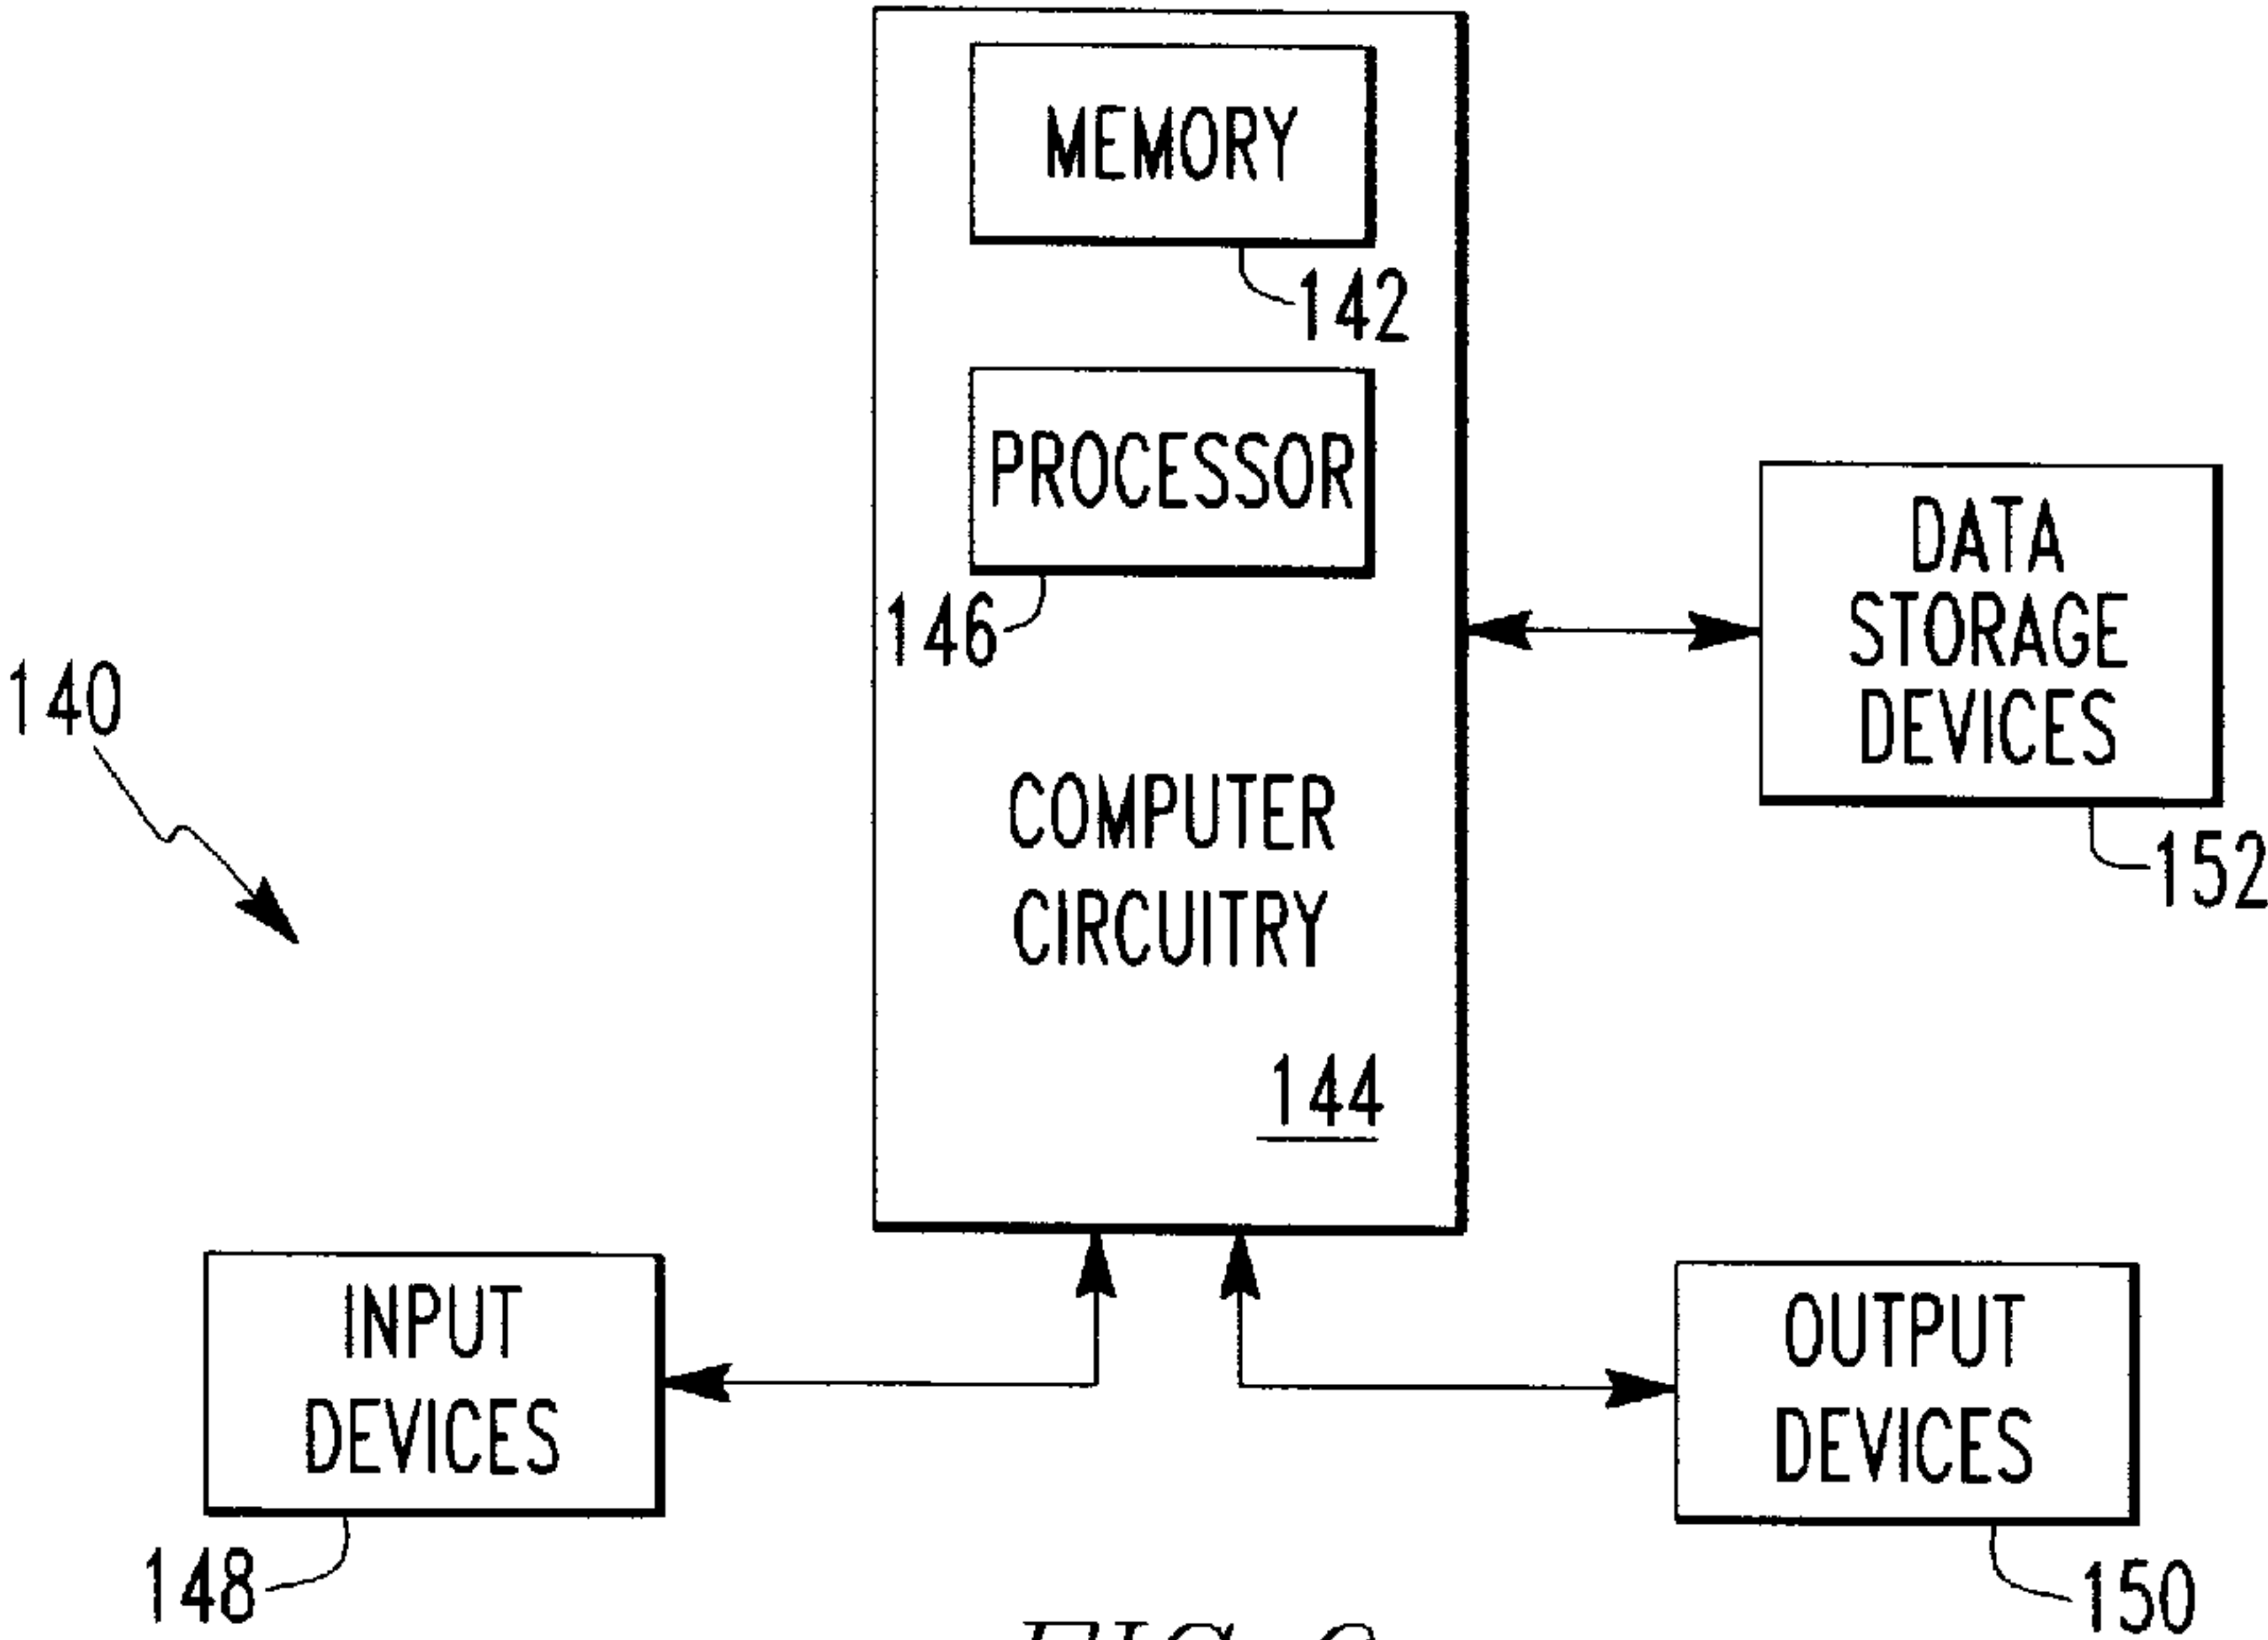 MEMORY
142
PROCESSOR
146
DATA
STORAGE
DEVICES
152
140
COMPUTER
CIRCUITRY
144
INPUT
DEVICES
148
OUTPUT
DEVICES
150